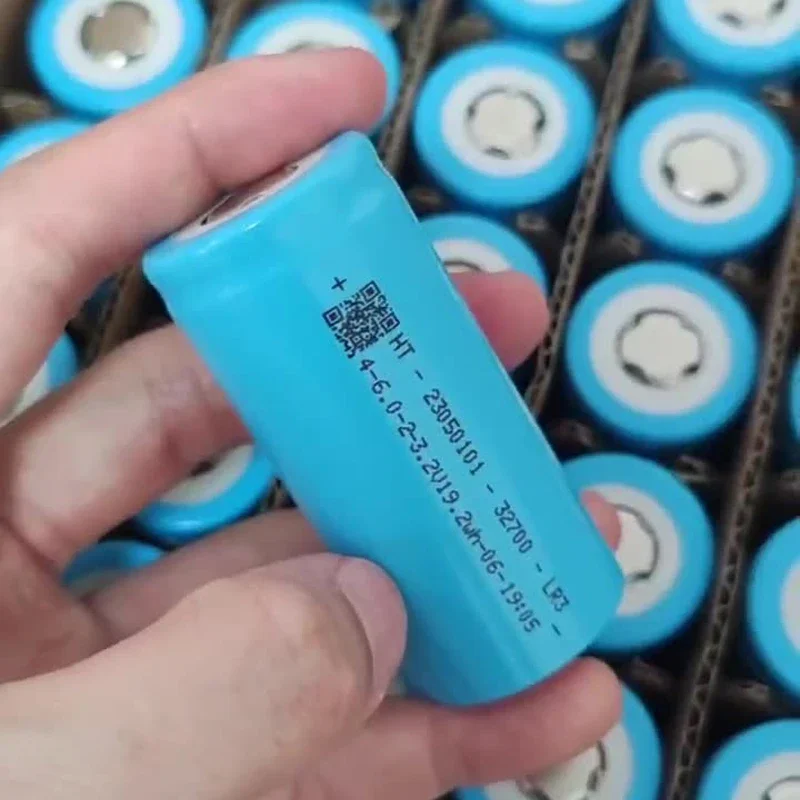 +
HT - 23050101 - 32700 - LR3 -
4-6.0-2-3.2V19.2Wh-06-19:05